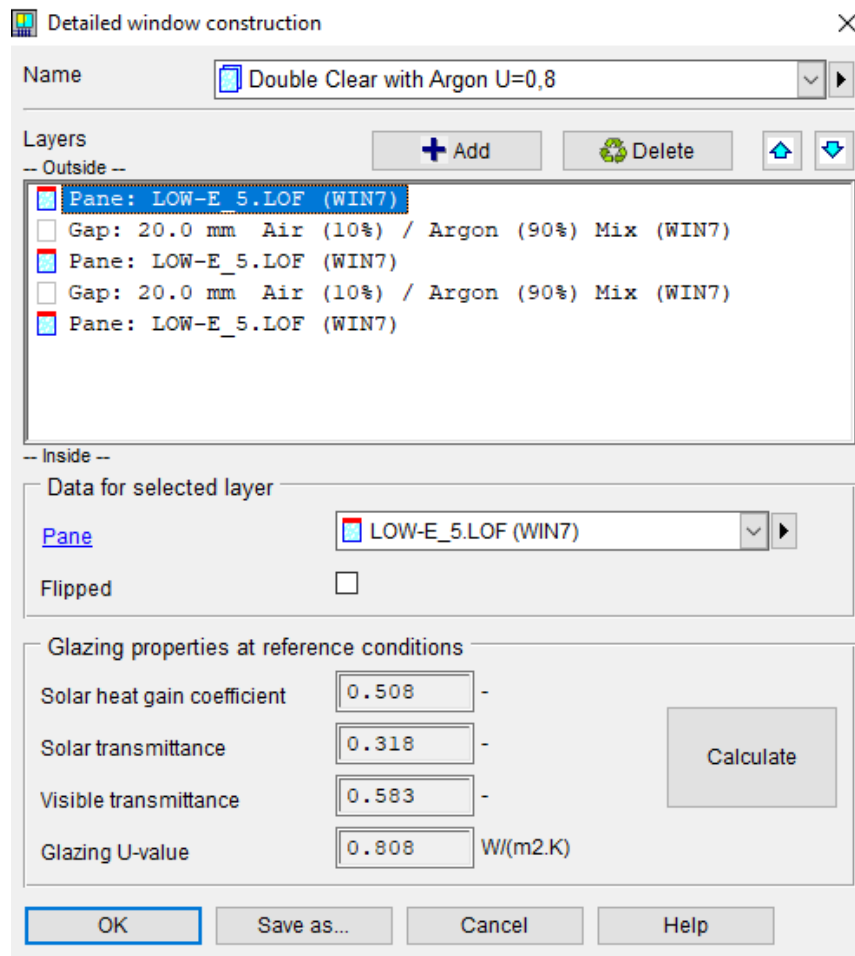 Detailed window construction
Name
Double Clear with Argon U=0,8
Layers
Add
Delete
-- Outside --
Pane: LOW-E_5.LOF (WIN7)
Gap: 20.0 mm Air (10%) / Argon (90%) Mix (WIN7)
Pane: LOW-E_5.LOF (WIN7)
Gap: 20.0 mm Air (10%) / Argon (90%) Mix (WIN7)
Pane: LOW-E_5.LOF (WIN7)
-- Inside --
Data for selected layer
Pane
LOW-E_5.LOF (WIN7)
Flipped
Glazing properties at reference conditions
Solar heat gain coefficient 0.508 -
Solar transmittance 0.318 -
Calculate
Visible transmittance 0.583 -
Glazing U-value 0.808 W/(m2.K)
OK
Save as...
Cancel
Help